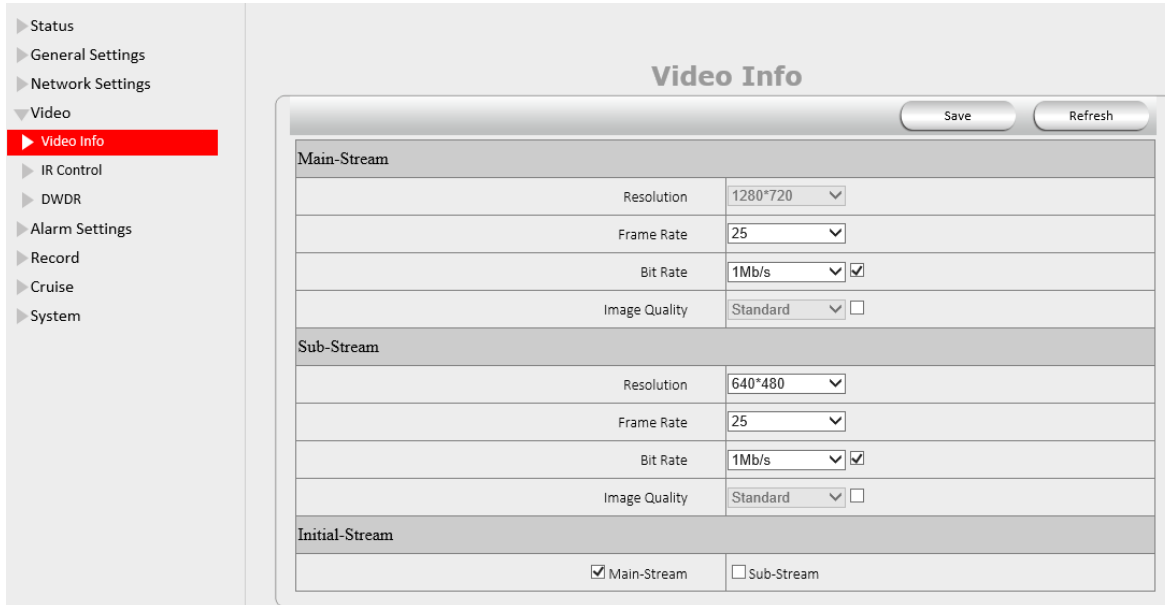 Status
General Settings
Network Settings
Video
Video Info
IR Control
DWDR
Alarm Settings
Record
Cruise
System
Video Info
Save Refresh
Main-Stream
Resolution 1280*720
Frame Rate 25
Bit Rate 1Mb/s
Image Quality Standard
Sub-Stream
Resolution 640*480
Frame Rate 25
Bit Rate 1Mb/s
Image Quality Standard
Initial-Stream
Main-Stream Sub-Stream